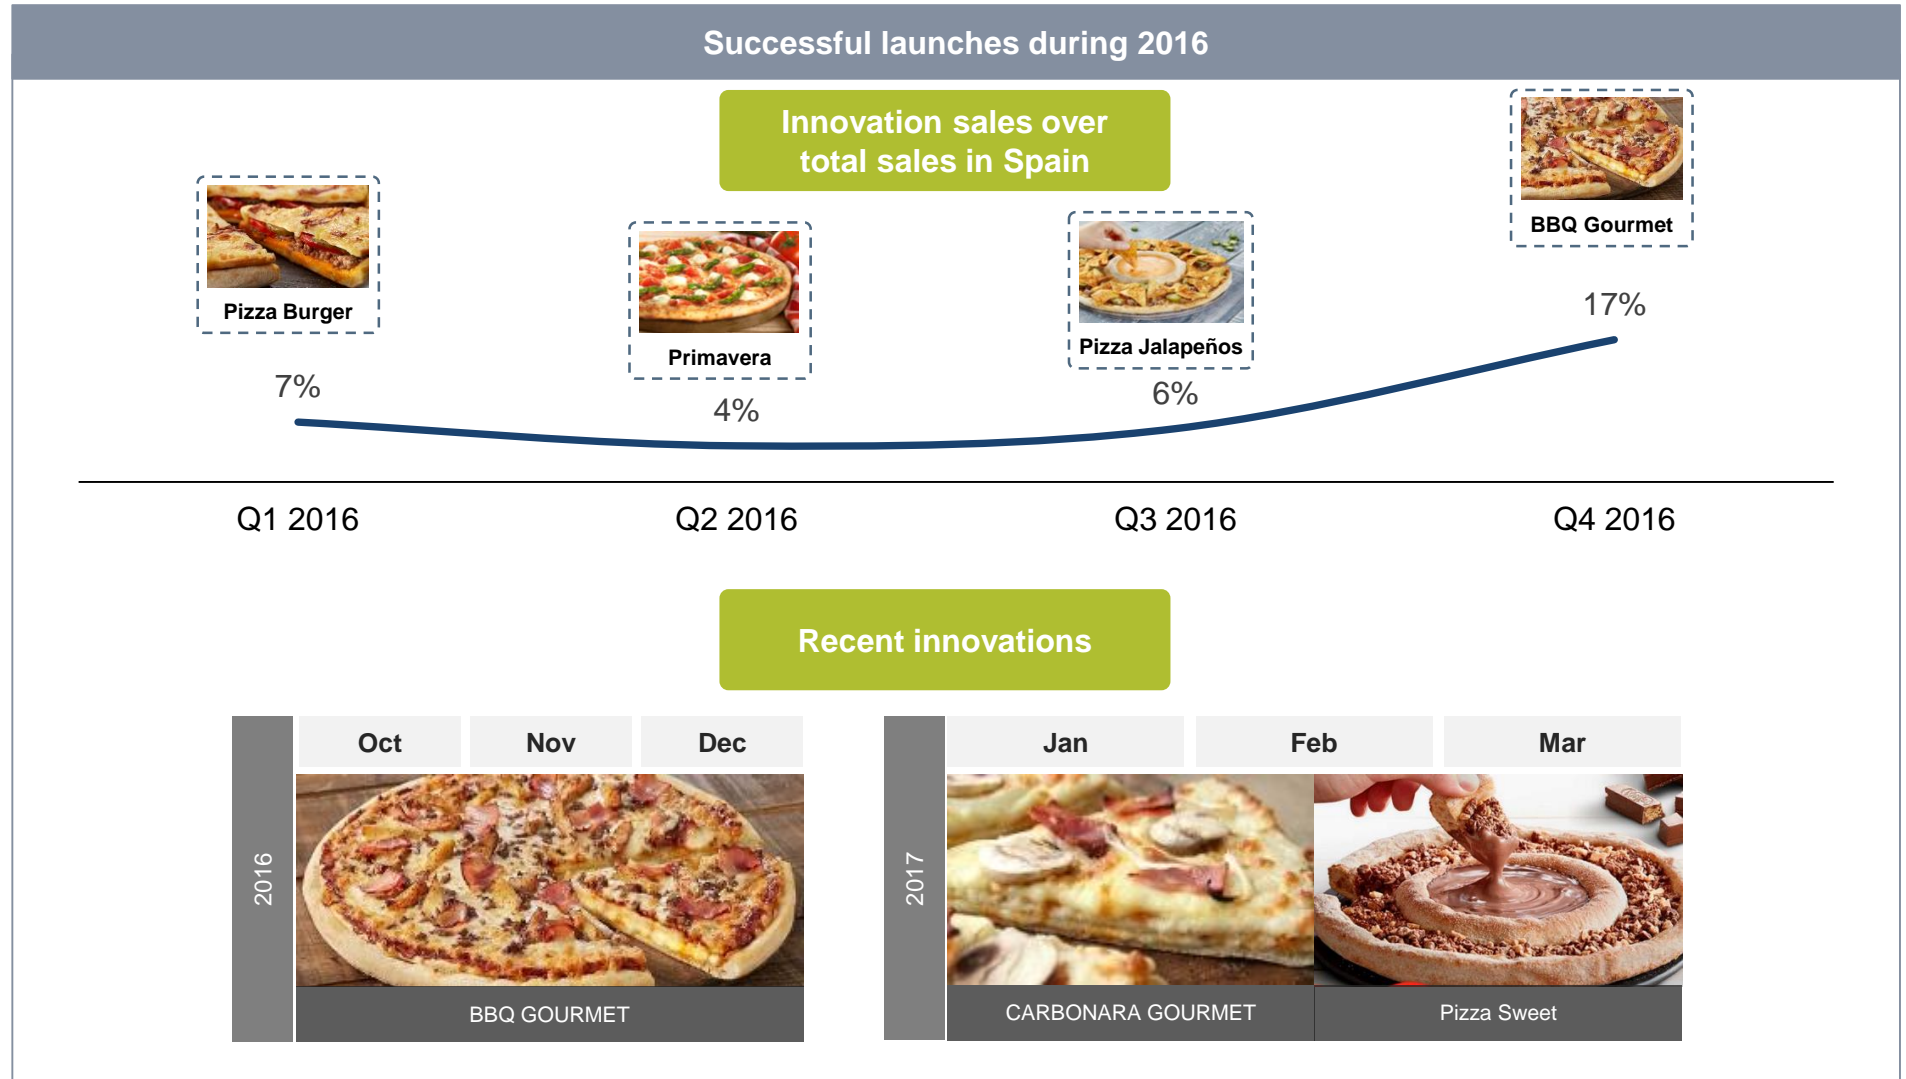 Successful launches during 2016
Innovation sales over
total sales in Spain
Pizza Burger
Primavera
Pizza Jalapeños
BBQ Gourmet
7%
4%
6%
17%
Q1 2016
Q2 2016
Q3 2016
Q4 2016
Recent innovations
2016
Oct
Nov
Dec
BBQ GOURMET
2017
Jan
Feb
Mar
CARBONARA GOURMET
Pizza Sweet